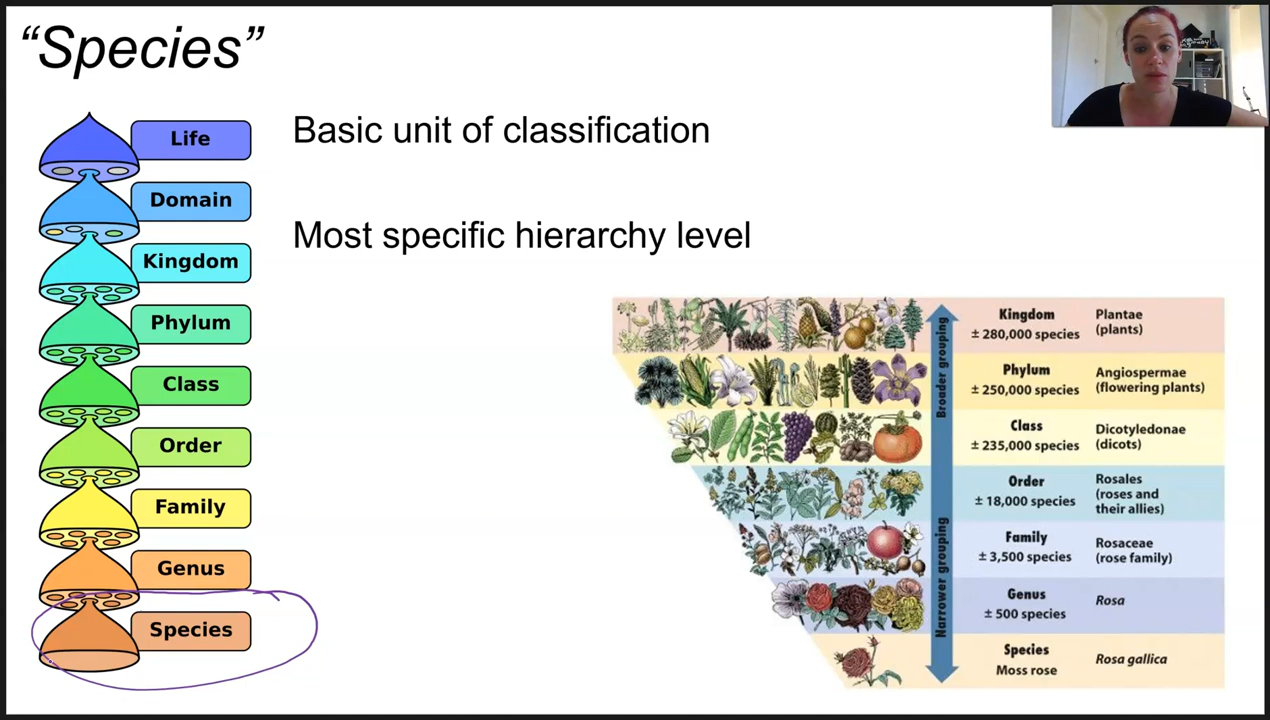 “Species”
Life
Domain
Kingdom
Phylum
Class
Order
Family
Genus
Species
Basic unit of classification
Most specific hierarchy level
Broader grouping
Narrower grouping
Kingdom
± 280,000 species
Plantae
(plants)
Phylum
± 250,000 species
Angiospermae
(flowering plants)
Class
± 235,000 species
Dicotyledonae
(dicots)
Order
± 18,000 species
Rosales
(roses and
their allies)
Family
± 3,500 species
Rosaceae
(rose family)
Genus
± 500 species
Rosa
Species
Moss rose
Rosa gallica